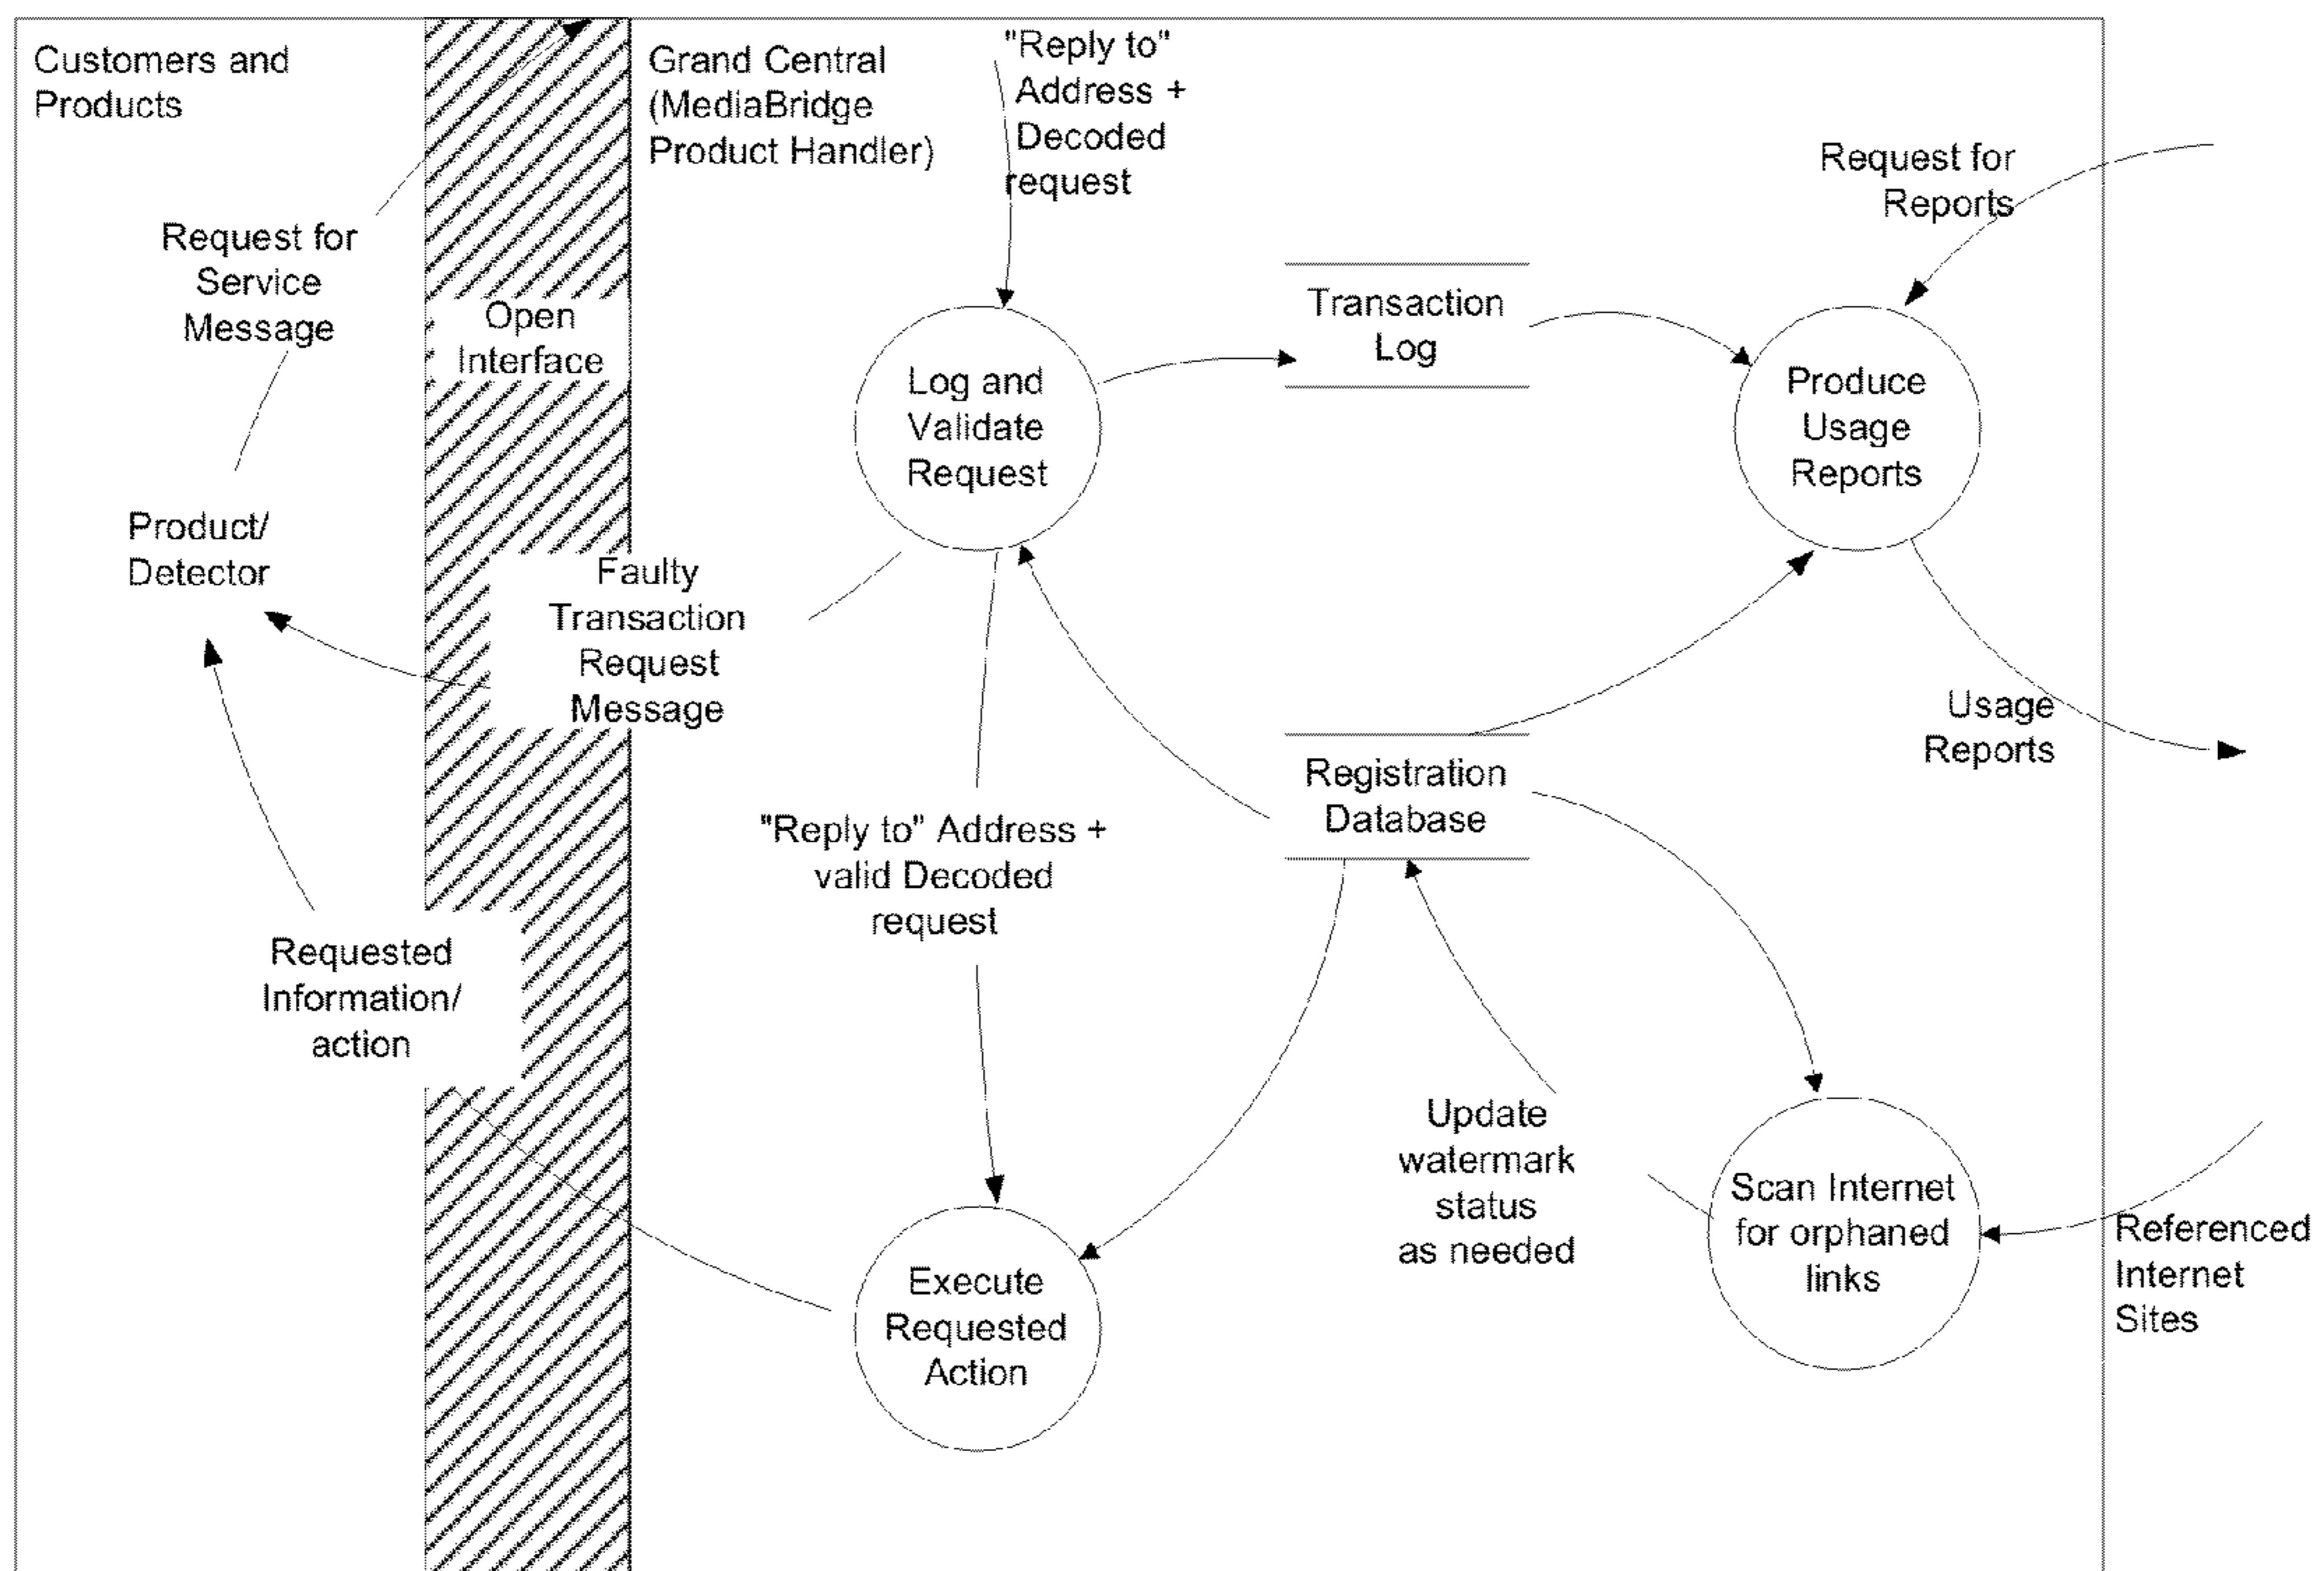 Customers and
Products
Grand Central
(MediaBridge
Product Handler)
"Reply to"
Address +
Decoded
request
Request for
Reports
Request for
Service
Message
Open
Interface
Transaction
Log
Log and
Validate
Request
Produce
Usage
Reports
Product/
Detector
Faulty
Transaction
Request
Message
Usage
Reports
Registration
Database
"Reply to" Address +
valid Decoded
request
Requested
Information/
action
Update
watermark
status
as needed
Scan Internet
for orphaned
links
Referenced
Internet
Sites
Execute
Requested
Action